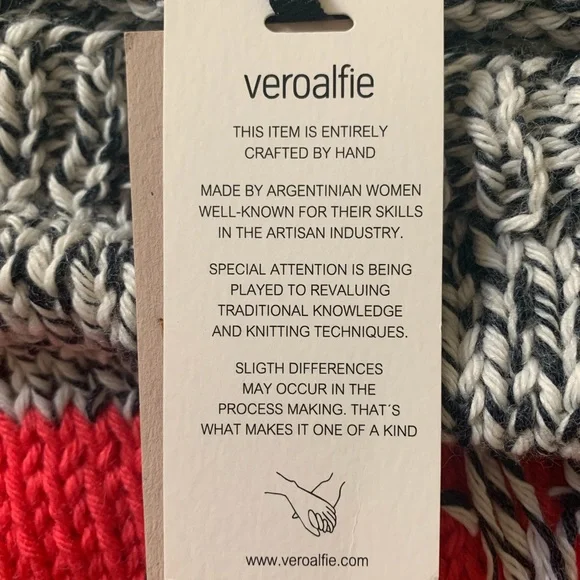 veroalfie
THIS ITEM IS ENTIRELY
CRAFTED BY HAND
MADE BY ARGENTINIAN WOMEN
WELL-KNOWN FOR THEIR SKILLS
IN THE ARTISAN INDUSTRY.
SPECIAL ATTENTION IS BEING
PLAYED TO REVALUING
TRADITIONAL KNOWLEDGE
AND KNITTING TECHNIQUES.
SLIGTH DIFFERENCES
MAY OCCUR IN THE
PROCESS MAKING. THAT´S
WHAT MAKES IT ONE OF A KIND
www.veroalfie.com